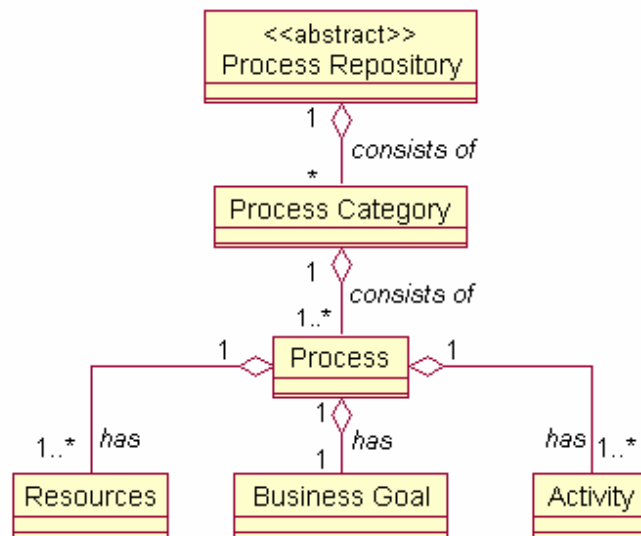 <<abstract>>
Process Repository
1
consists of
*
Process Category
1
consists of
1..*
1
Process
1
1
1..*
has
1
has
has
1..*
Resources
Business Goal
Activity